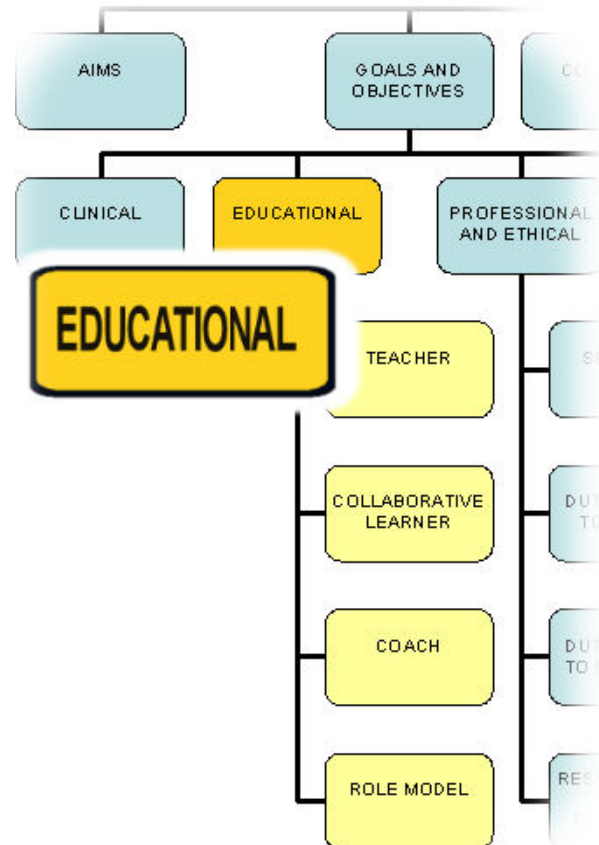 AIMS
GOALS AND
OBJECTIVES
CLINICAL
EDUCATIONAL
PROFESSIONAL
AND ETHICAL
EDUCATIONAL
TEACHER
COLLABORATIVE
LEARNER
COACH
ROLE MODEL